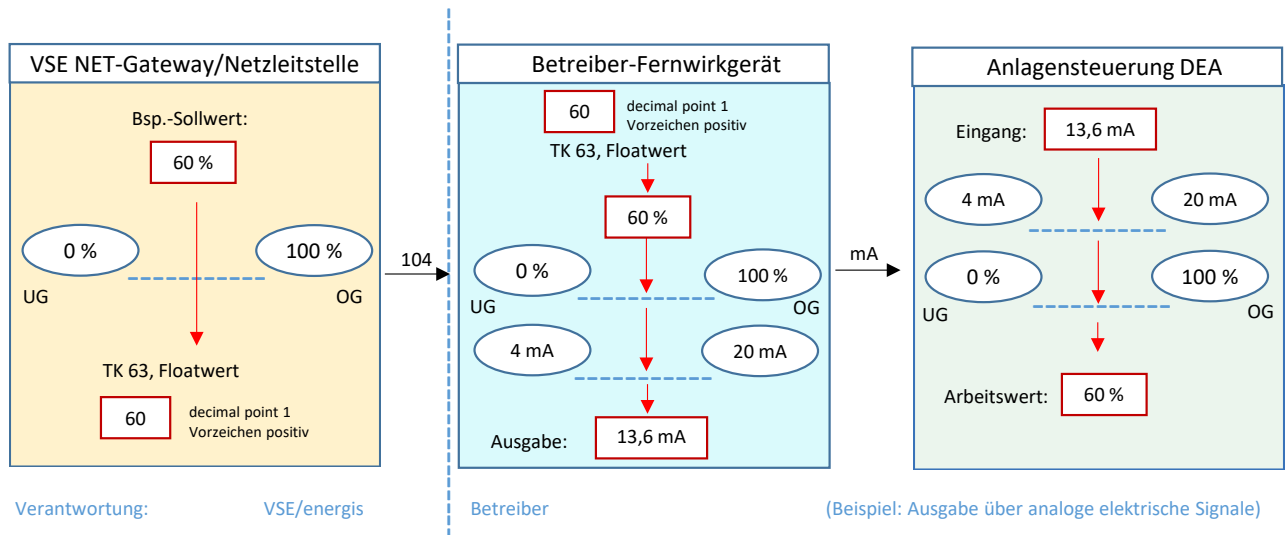 VSE NET-Gateway/Netzleitstelle
Bsp.-Sollwert:
60 %
0 %
100 %
UG
OG
TK 63, Floatwert
60
decimal point 1
Vorzeichen positiv
104
Betreiber-Fernwirkgerät
60
decimal point 1
Vorzeichen positiv
TK 63, Floatwert
60 %
0 %
100 %
UG
OG
4 mA
20 mA
Ausgabe:
13,6 mA
mA
Anlagensteuerung DEA
Eingang:
13,6 mA
4 mA
20 mA
0 %
100 %
UG
OG
Arbeitswert:
60 %
Verantwortung:
VSE/energis
Betreiber
(Beispiel: Ausgabe über analoge elektrische Signale)